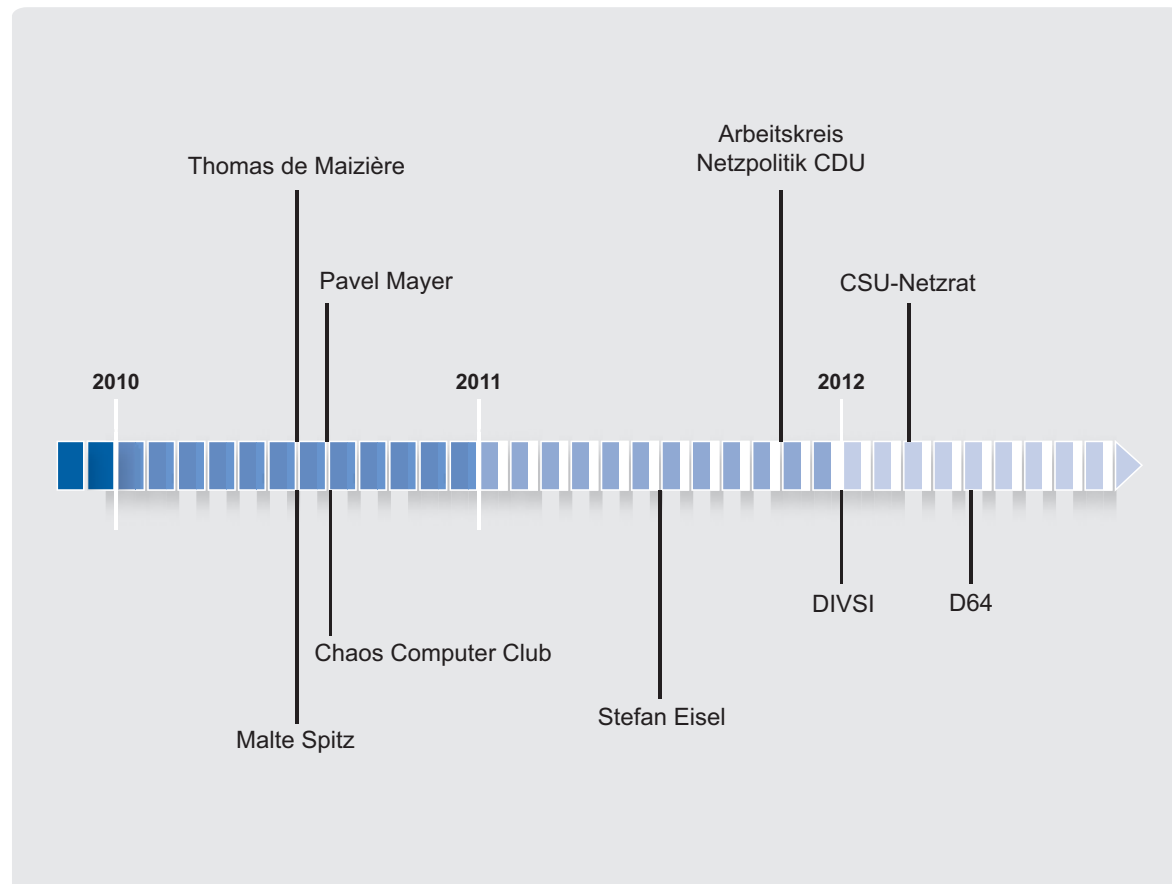 Arbeitskreis
Netzpolitik CDU
Thomas de Maizière
Pavel Mayer
CSU-Netzrat
2010
2011
2012
DIVSI
D64
Chaos Computer Club
Stefan Eisel
Malte Spitz